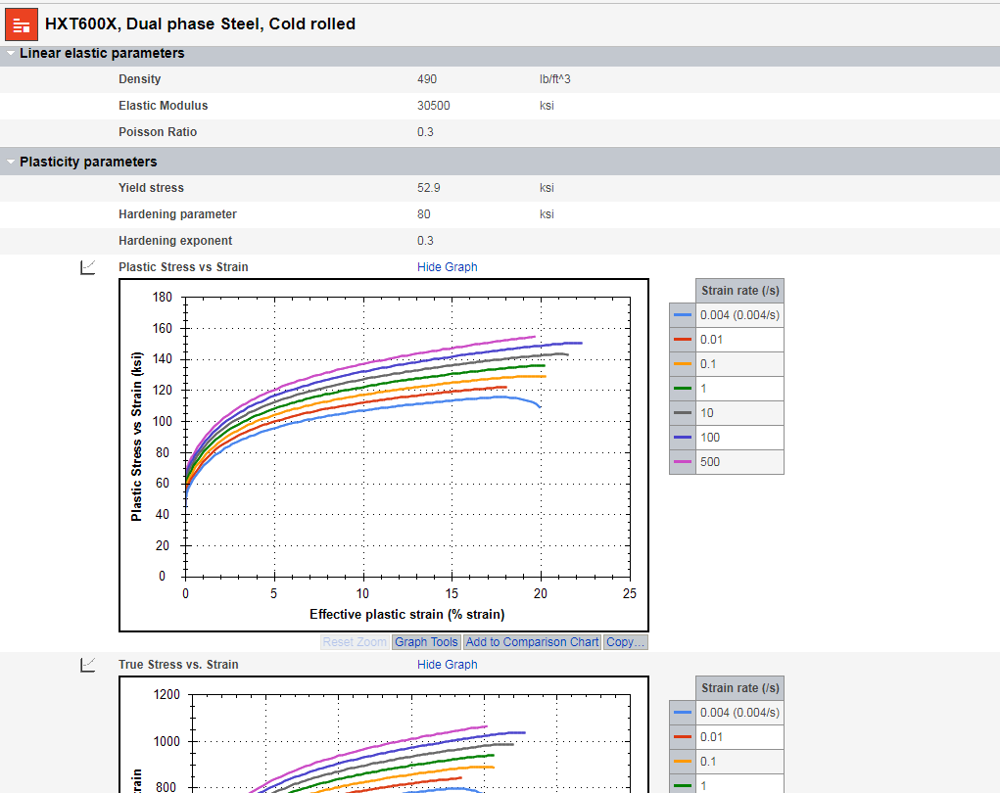 HXT600X, Dual phase Steel, Cold rolled
Linear elastic parameters
Density 490 lb/ft^3
Elastic Modulus 30500 ksi
Poisson Ratio 0.3
Plasticity parameters
Yield stress 52.9 ksi
Hardening parameter 80 ksi
Hardening exponent 0.3
Plastic Stress vs Strain Hide Graph
Plastic Stress vs Strain (ksi)
180
160
140
120
100
80
60
40
20
0
0 5 10 15 20 25
Effective plastic strain (% strain)
Strain rate (/s)
0.004 (0.004/s)
0.01
0.1
1
10
100
500
Reset Zoom Graph Tools Add to Comparison Chart Copy...
True Stress vs. Strain Hide Graph
1200
1000
800
Strain rate (/s)
0.004 (0.004/s)
0.01
0.1
1